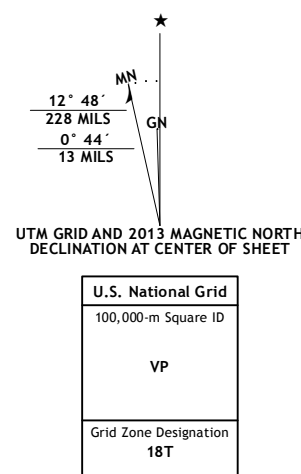 ★
MN
12° 48´
228 MILS
GN
0° 44´
13 MILS
UTM GRID AND 2013 MAGNETIC NORTH
DECLINATION AT CENTER OF SHEET
U.S. National Grid
100,000-m Square ID
VP
Grid Zone Designation
18T